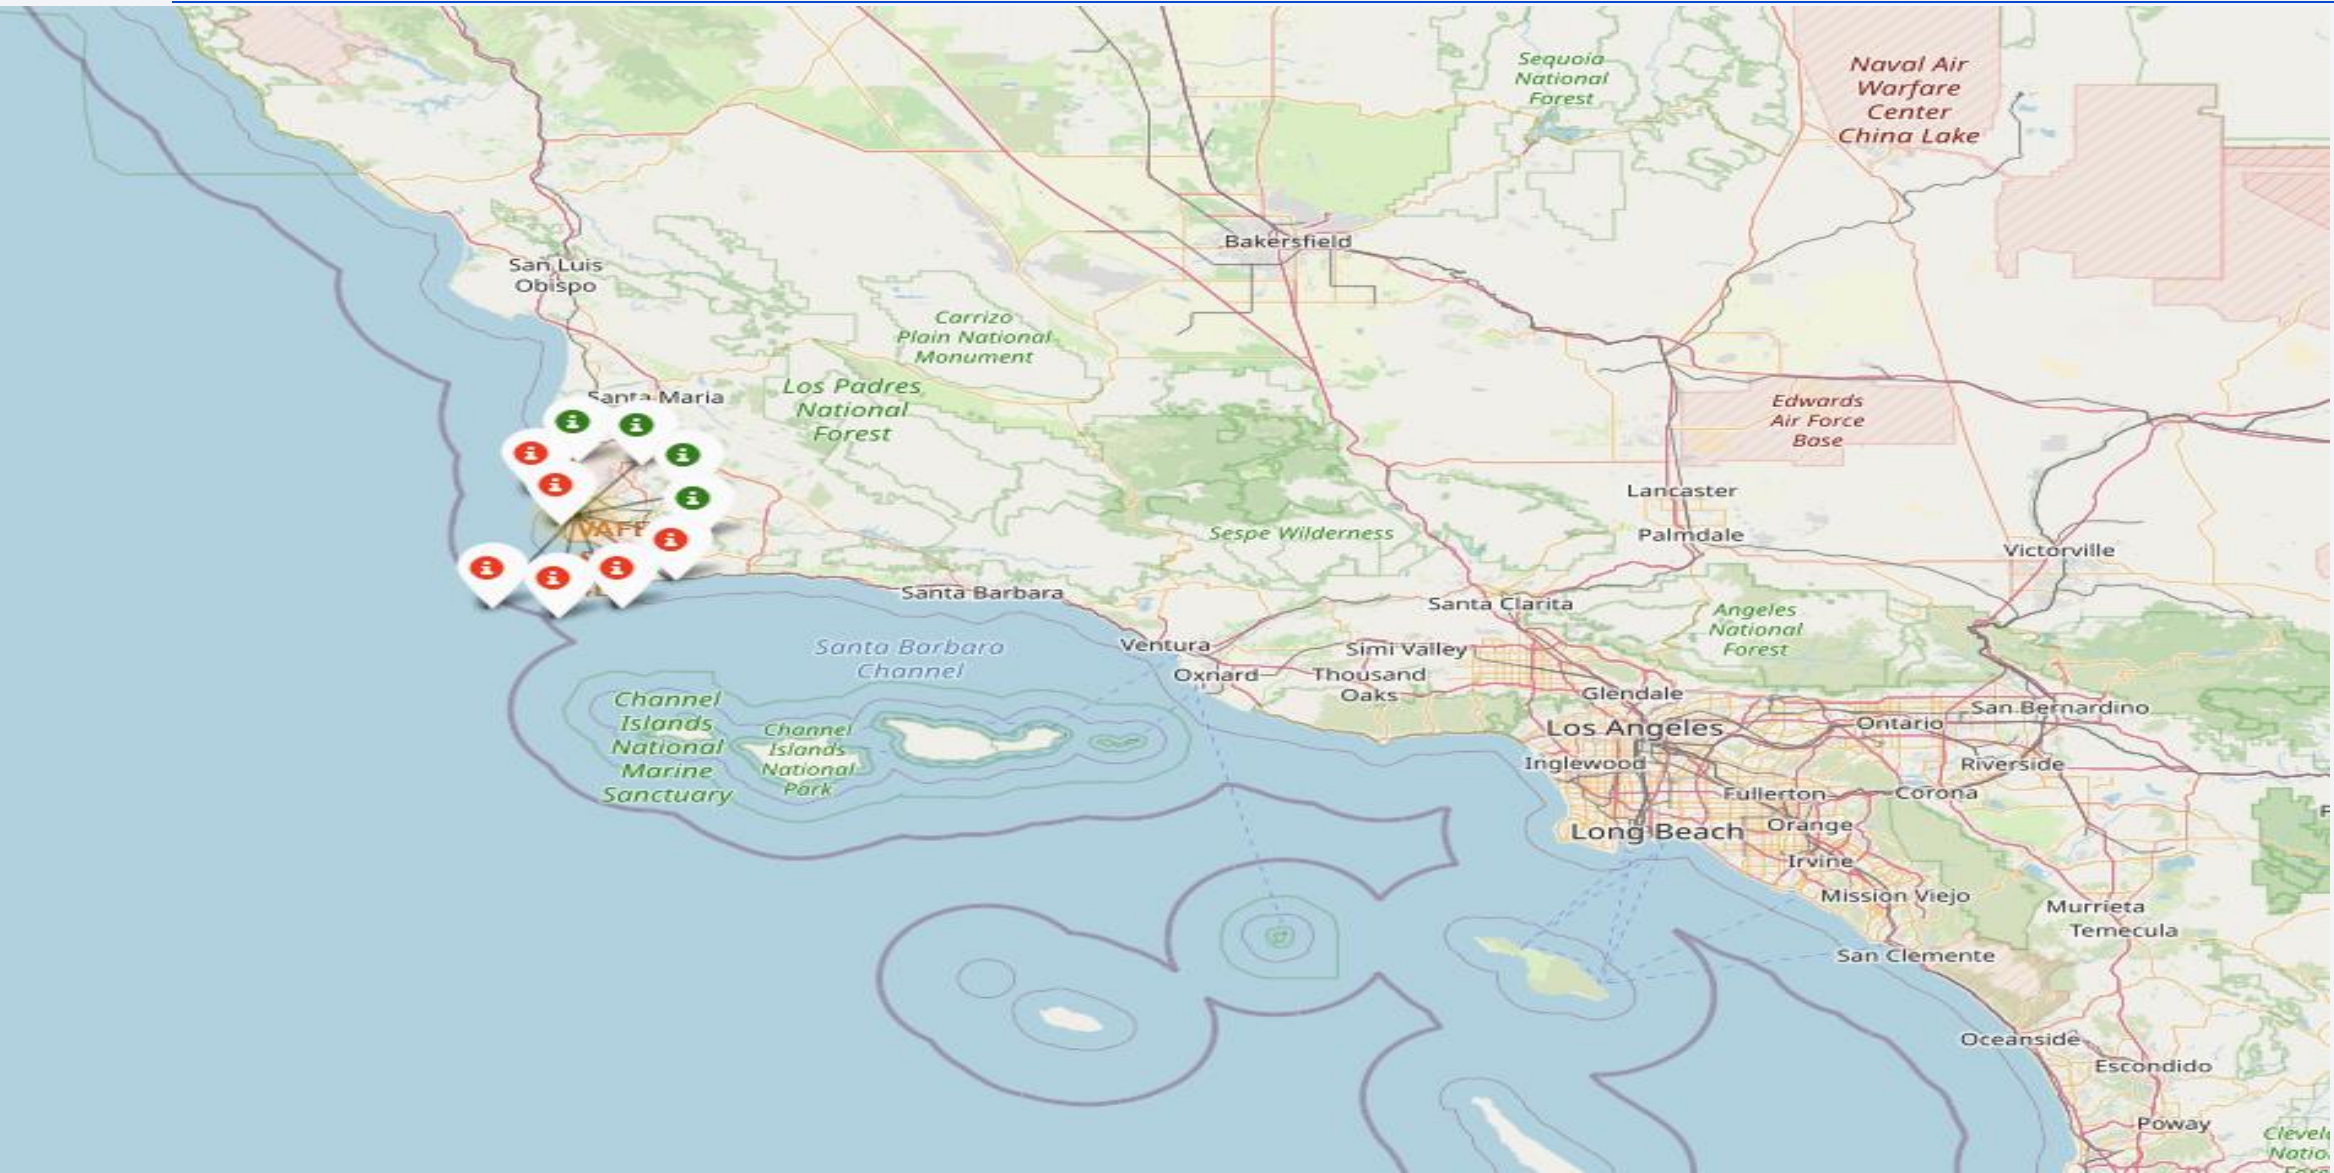 Sequoia
National
Forest
Naval Air
Warfare
Center
China Lake
Bakersfield
San Luis
Obispo
Carrizo
Plain National
Monument
Los Padres
National
Forest
Santa Maria
Edwards
Air Force
Base
Lancaster
Palmdale
Sespe Wilderness
VAFF
Victorville
Santa Barbara
Santa Clarita
Angeles
National
Forest
Santa Barbara
Channel
Ventura
Simi Valley
Oxnard
Thousand
Oaks
Glendale
Channel
Islands
National
Marine
Sanctuary
Channel
Islands
National
Park
Los Angeles
Ontario
San Bernardino
Inglewood
Riverside
Fullerton
Corona
Long Beach
Orange
Irvine
Mission Viejo
Murrieta
Temecula
San Clemente
Oceanside
Escondido
Poway
Clevel
Natio